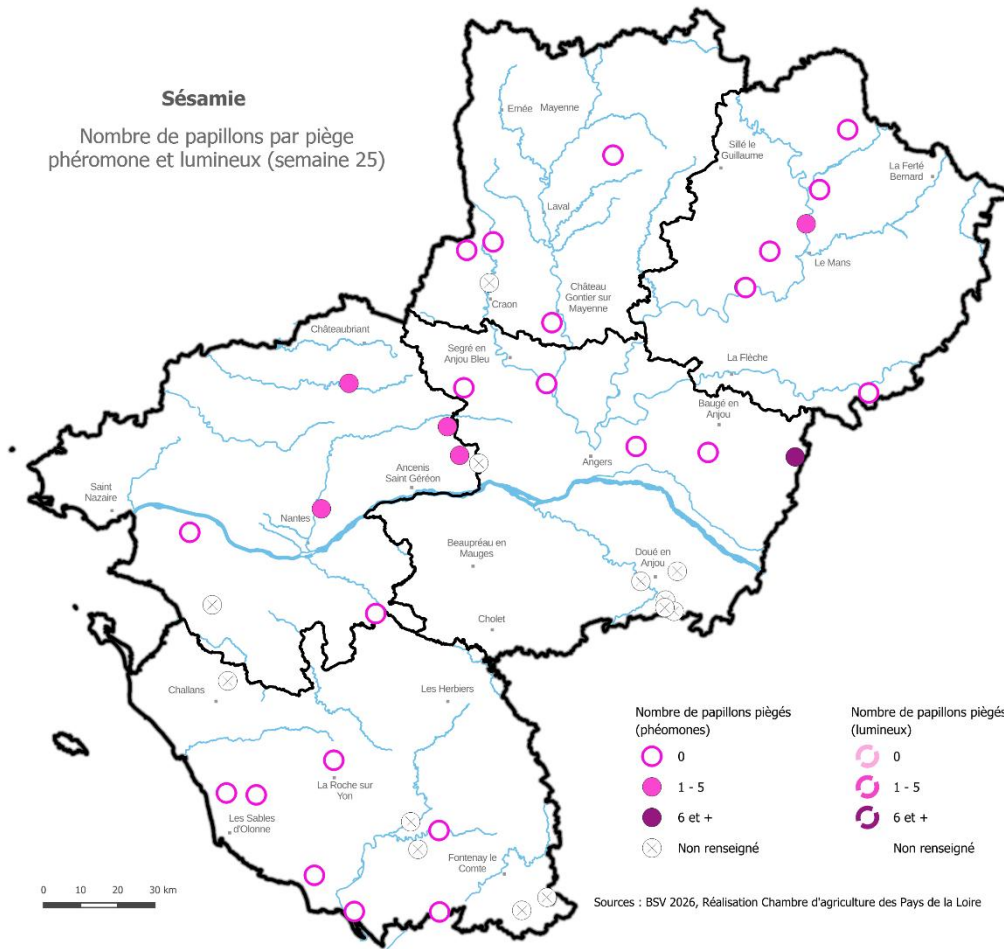 Sésamie
Nombre de papillons par piège
phéromone et lumineux (semaine 25)
Ernée
Mayenne
Sillé le
Guillaume
La Ferté
Bernard
Laval
Le Mans
Craon
Château
Gontier sur
Mayenne
Châteaubriant
Segré en
Anjou Bleu
La Flèche
Baugé en
Anjou
Angers
Ancenis
Saint Géréon
Saint
Nazaire
Nantes
Beaupréau en
Mauges
Doué en
Anjou
Cholet
Challans
Les Herbiers
La Roche sur
Yon
Les Sables
d'Olonne
Fontenay le
Comte
Nombre de papillons piégés
(phéomones)
0
1 - 5
6 et +
Non renseigné
Nombre de papillons piégés
(lumineux)
0
1 - 5
6 et +
Non renseigné
0 10 20 30 km
Sources : BSV 2026, Réalisation Chambre d'agriculture des Pays de la Loire